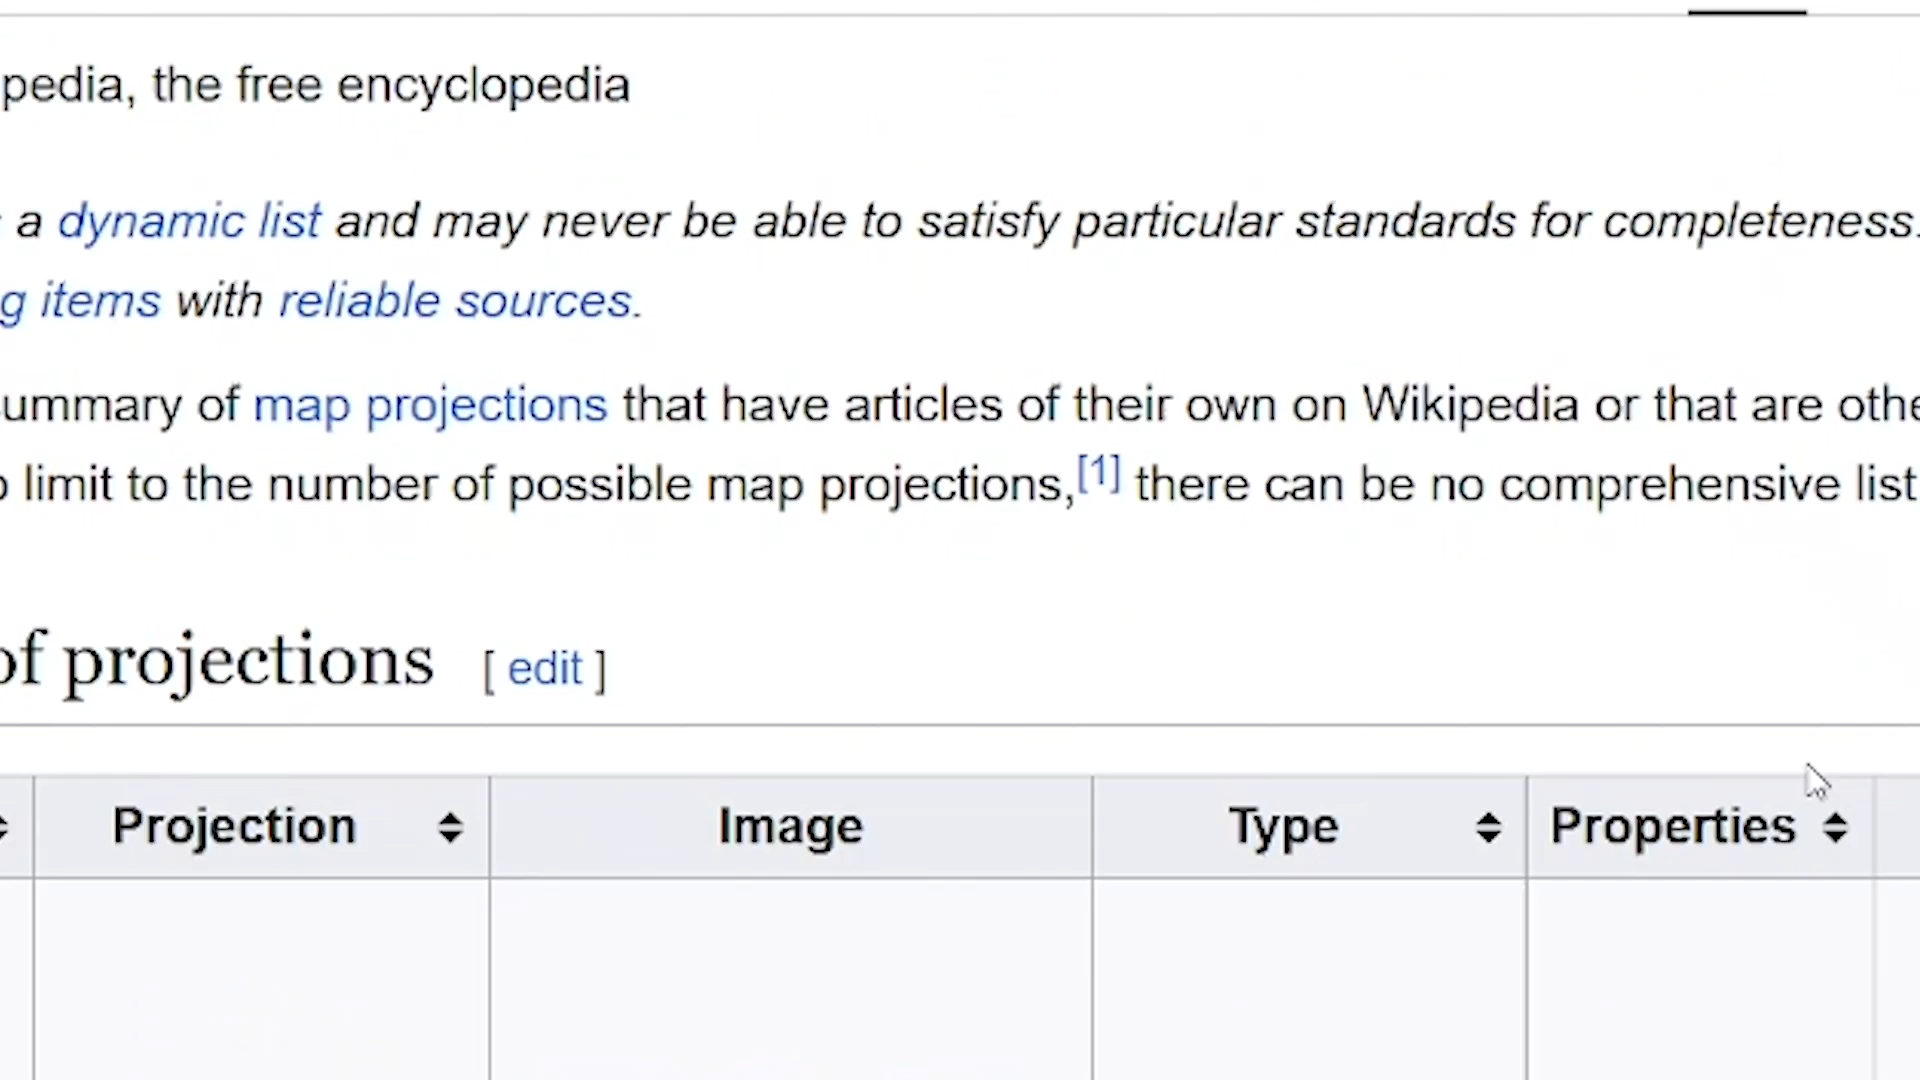 pedia, the free encyclopedia
a dynamic list and may never be able to satisfy particular standards for completeness.
g items with reliable sources.
summary of map projections that have articles of their own on Wikipedia or that are othe
limit to the number of possible map projections,[1] there can be no comprehensive list
of projections [ edit ]
Projection Image Type Properties